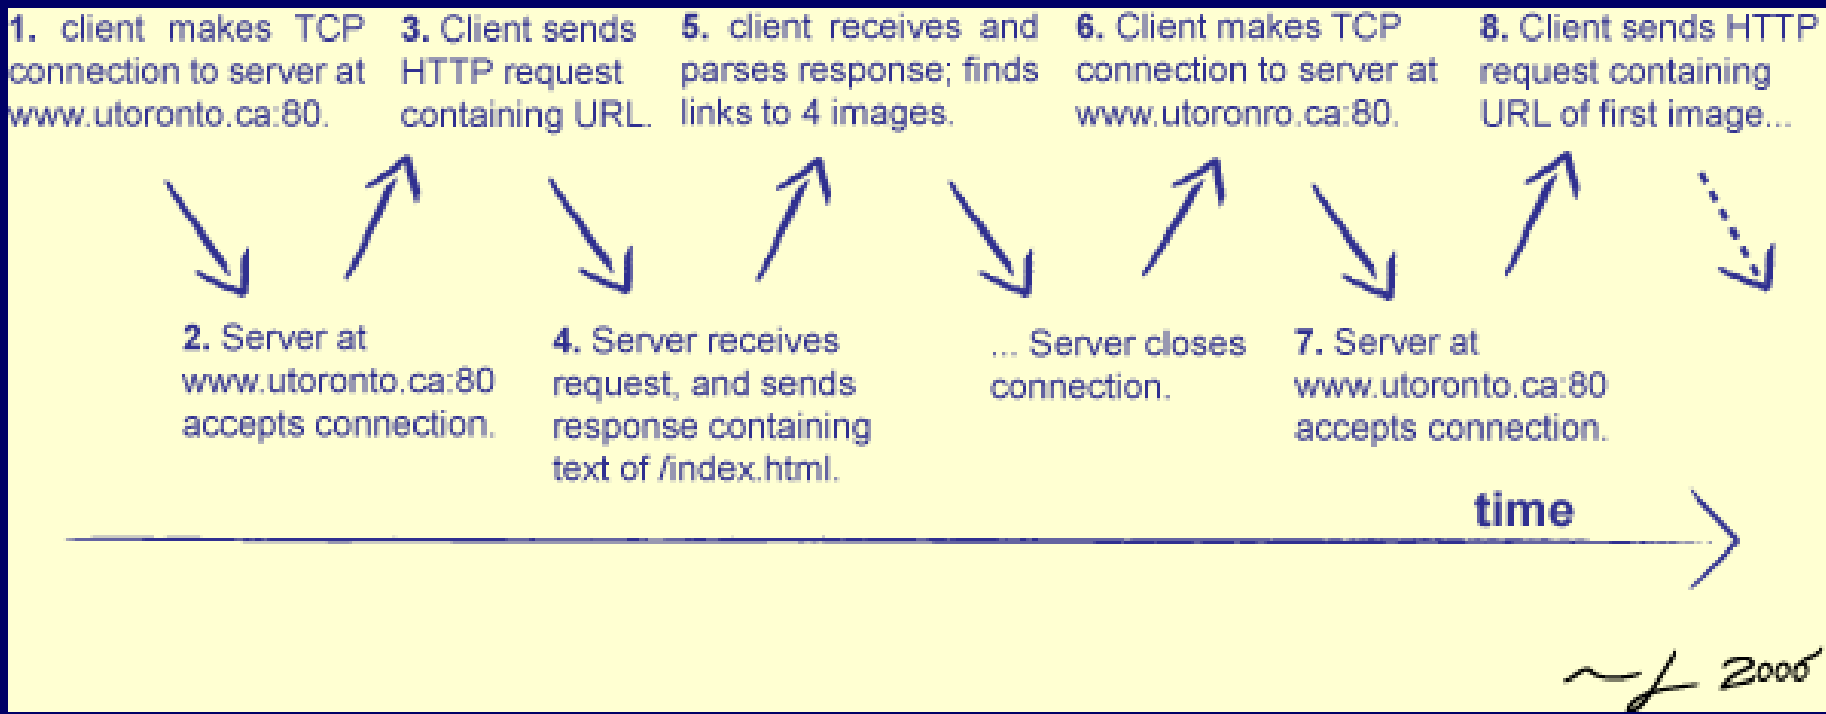 1. client makes TCP
connection to server at
www.utoronto.ca:80.
2. Server at
www.utoronto.ca:80
accepts connection.
3. Client sends
HTTP request
containing URL.
4. Server receives
request, and sends
response containing
text of /index.html.
5. client receives and
parses response; finds
links to 4 images.
... Server closes
connection.
6. Client makes TCP
connection to server at
www.utoronro.ca:80.
7. Server at
www.utoronto.ca:80
accepts connection.
8. Client sends HTTP
request containing
URL of first image...
time